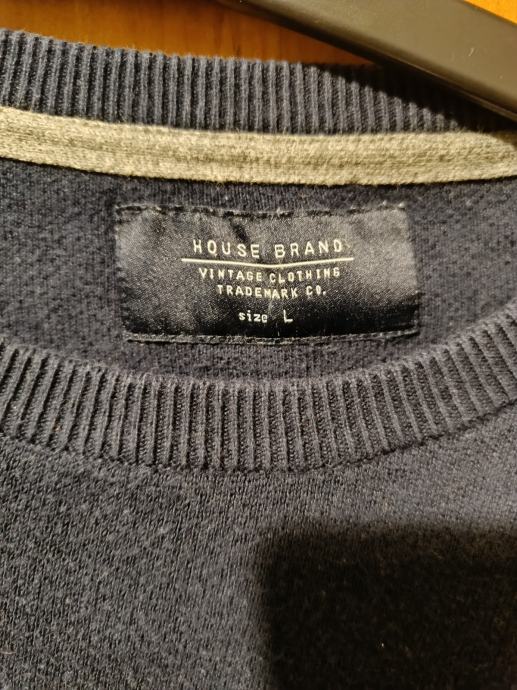 HOUSE BRAND
VINTAGE CLOTHING
TRADEMARK CO.
size L